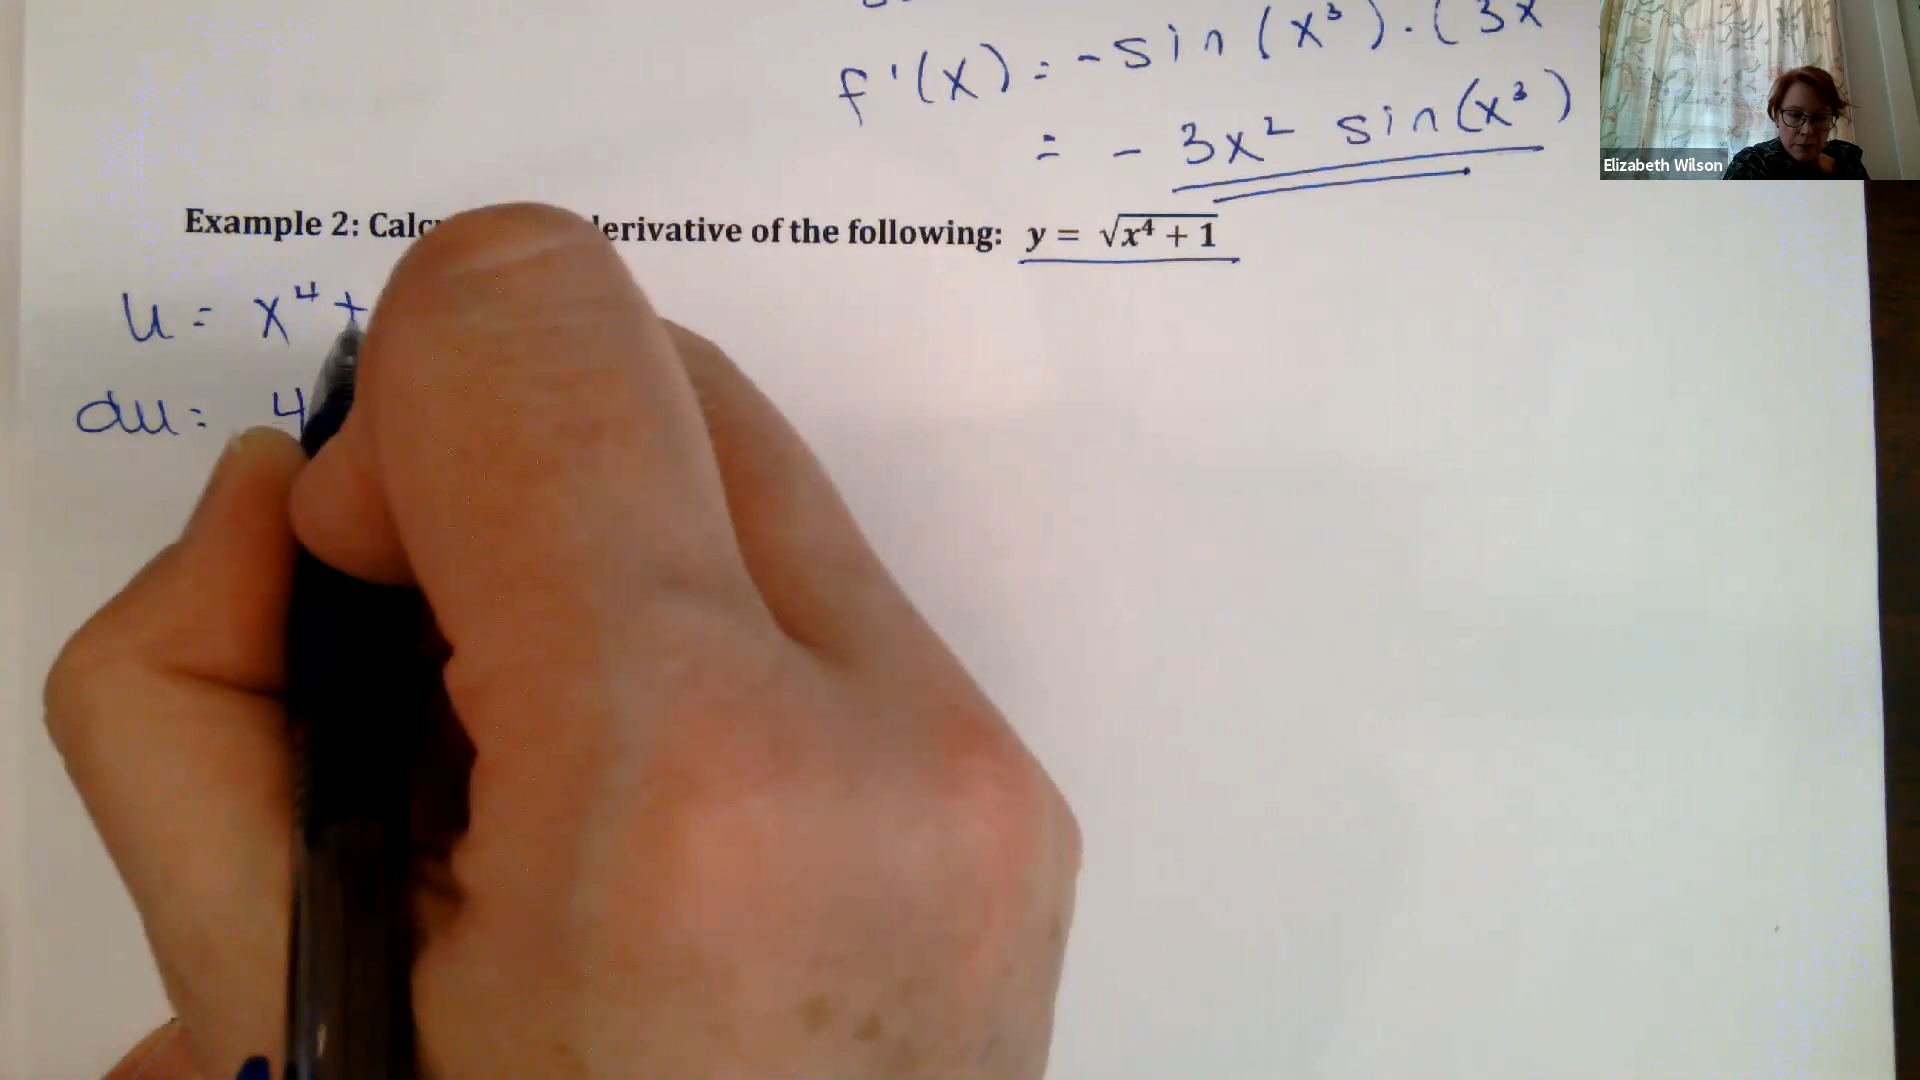 f'(x) = -sin(x³)·(3x
= - 3x² sin(x³)
Elizabeth Wilson
Example 2: Calc erivative of the following: y = √x⁴ + 1
u = x⁴ +
du = 4